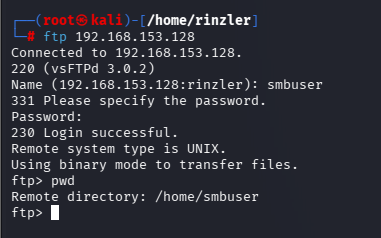 ┌──(root㉿kali)-[/home/rinzler]
└─# ftp 192.168.153.128
Connected to 192.168.153.128.
220 (vsFTPd 3.0.2)
Name (192.168.153.128:rinzler): smbuser
331 Please specify the password.
Password:
230 Login successful.
Remote system type is UNIX.
Using binary mode to transfer files.
ftp> pwd
Remote directory: /home/smbuser
ftp>